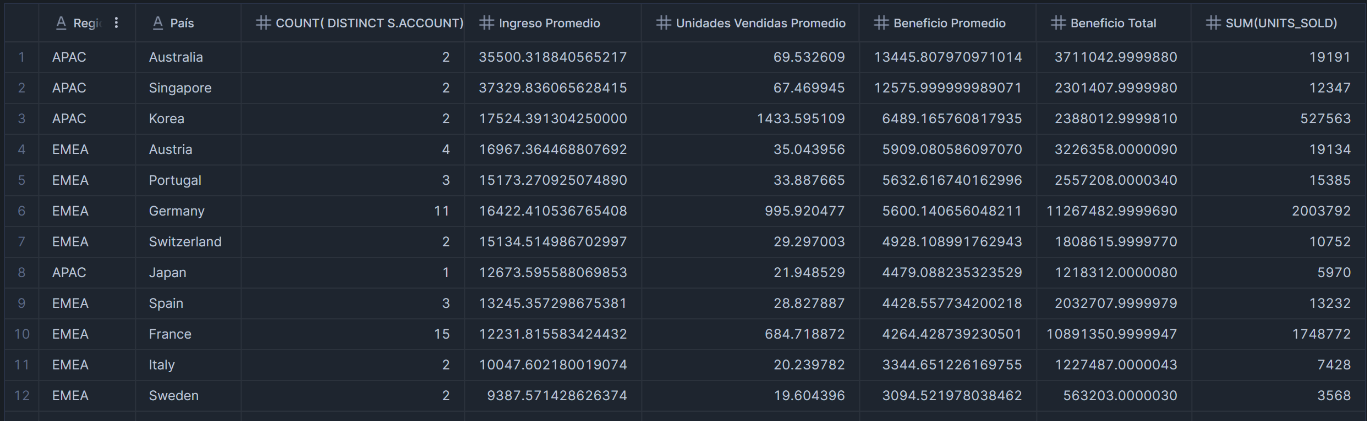 A Regi A País # COUNT( DISTINCT S.ACCOUNT) # Ingreso Promedio # Unidades Vendidas Promedio # Beneficio Promedio # Beneficio Total # SUM(UNITS_SOLD)
1 APAC Australia 2 35500.318840565217 69.532609 13445.807970971014 3711042.9999880 19191
2 APAC Singapore 2 37329.836065628415 67.469945 12575.999999989071 2301407.9999980 12347
3 APAC Korea 2 17524.391304250000 1433.595109 6489.165760817935 2388012.9999810 527563
4 EMEA Austria 4 16967.364468807692 35.043956 5909.080586097070 3226358.0000090 19134
5 EMEA Portugal 3 15173.270925074890 33.887665 5632.616740162996 2557208.0000340 15385
6 EMEA Germany 11 16422.410536765408 995.920477 5600.140656048211 11267482.9999690 2003792
7 EMEA Switzerland 2 15134.514986702997 29.297003 4928.108991762943 1808615.9999770 10752
8 APAC Japan 1 12673.595588069853 21.948529 4479.088235323529 1218312.0000080 5970
9 EMEA Spain 3 13245.357298675381 28.827887 4428.557734200218 2032707.9999979 13232
10 EMEA France 15 12231.815583424432 684.718872 4264.428739230501 10891350.9999947 1748772
11 EMEA Italy 2 10047.602180019074 20.239782 3344.651226169755 1227487.0000043 7428
12 EMEA Sweden 2 9387.571428626374 19.604396 3094.521978038462 563203.0000030 3568